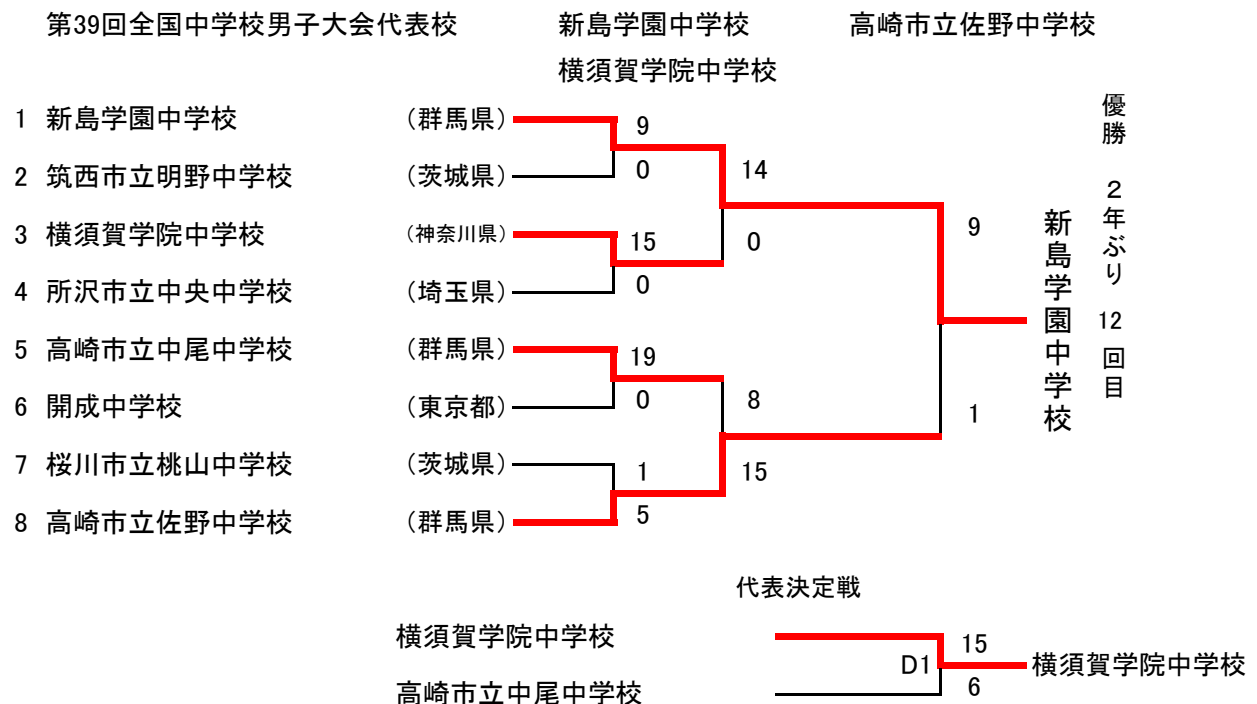 第39回全国中学校男子大会代表校 新島学園中学校 高崎市立佐野中学校
横須賀学院中学校
1 新島学園中学校 (群馬県) 9
2 筑西市立明野中学校 (茨城県) 0 14
3 横須賀学院中学校 (神奈川県) 15 0 9
4 所沢市立中央中学校 (埼玉県) 0
5 高崎市立中尾中学校 (群馬県) 19
6 開成中学校 (東京都) 0 8 1
7 桜川市立桃山中学校 (茨城県) 1 15
8 高崎市立佐野中学校 (群馬県) 5
新島学園中学校
優勝 2年ぶり 12回目
代表決定戦
横須賀学院中学校 15
D1 横須賀学院中学校
高崎市立中尾中学校 6